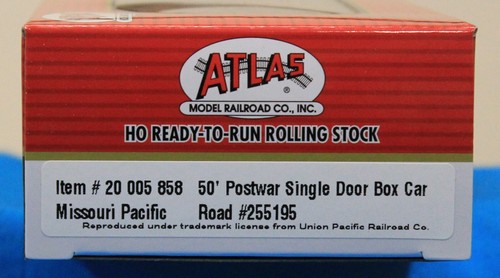 ATLAS
®
MODEL RAILROAD CO., INC.
HO READY-TO-RUN ROLLING STOCK
Item # 20 005 858 50' Postwar Single Door Box Car
Missouri Pacific Road #255195
Reproduced under trademark license from Union Pacific Railroad Co.